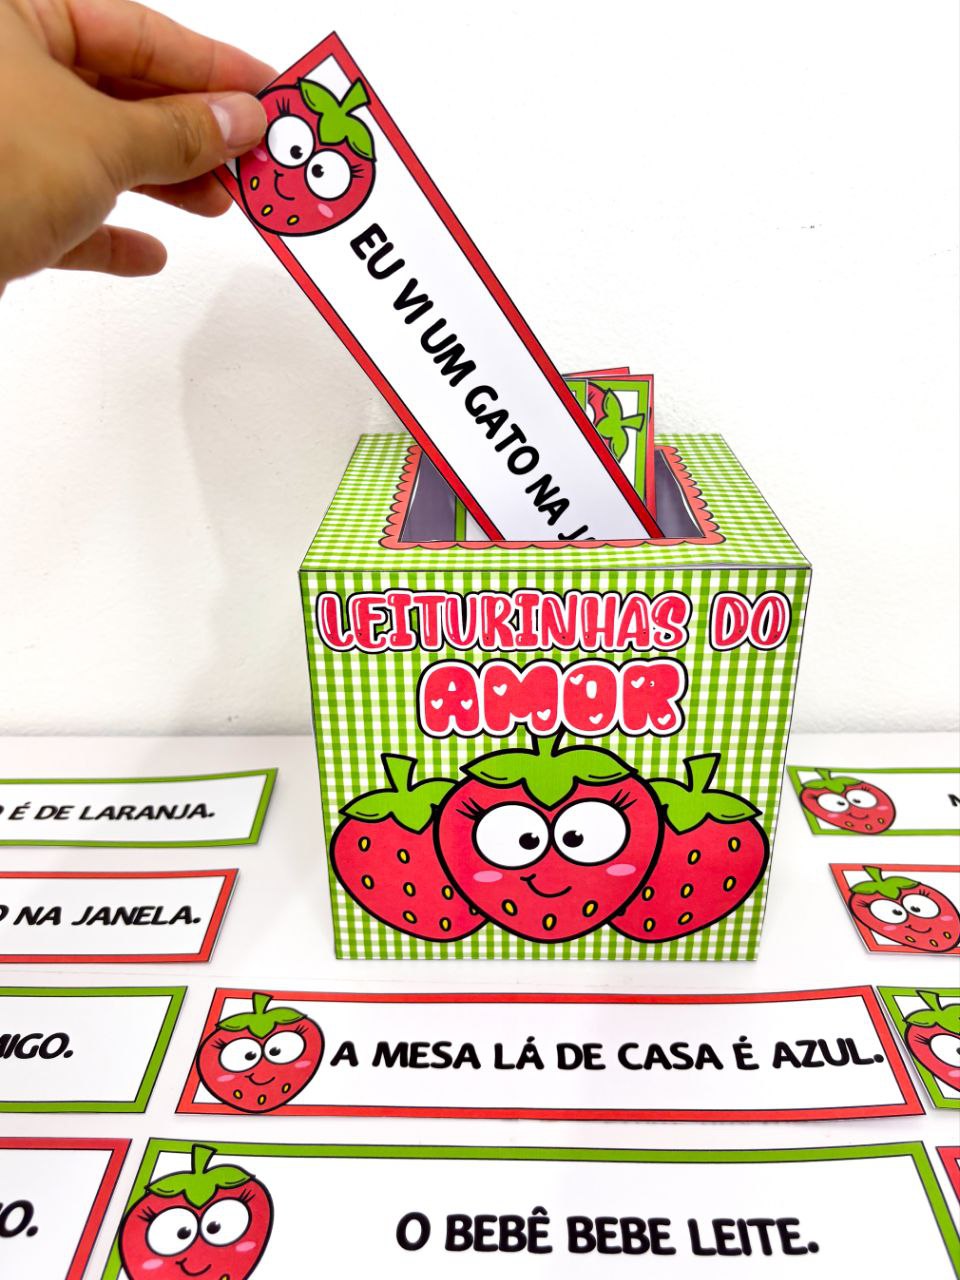 EU VI UM GATO NA
LEITURINHAS DO
AMOR
É DE LARANJA.
NA JANELA.
A MESA LÁ DE CASA É AZUL.
O BEBÊ BEBE LEITE.